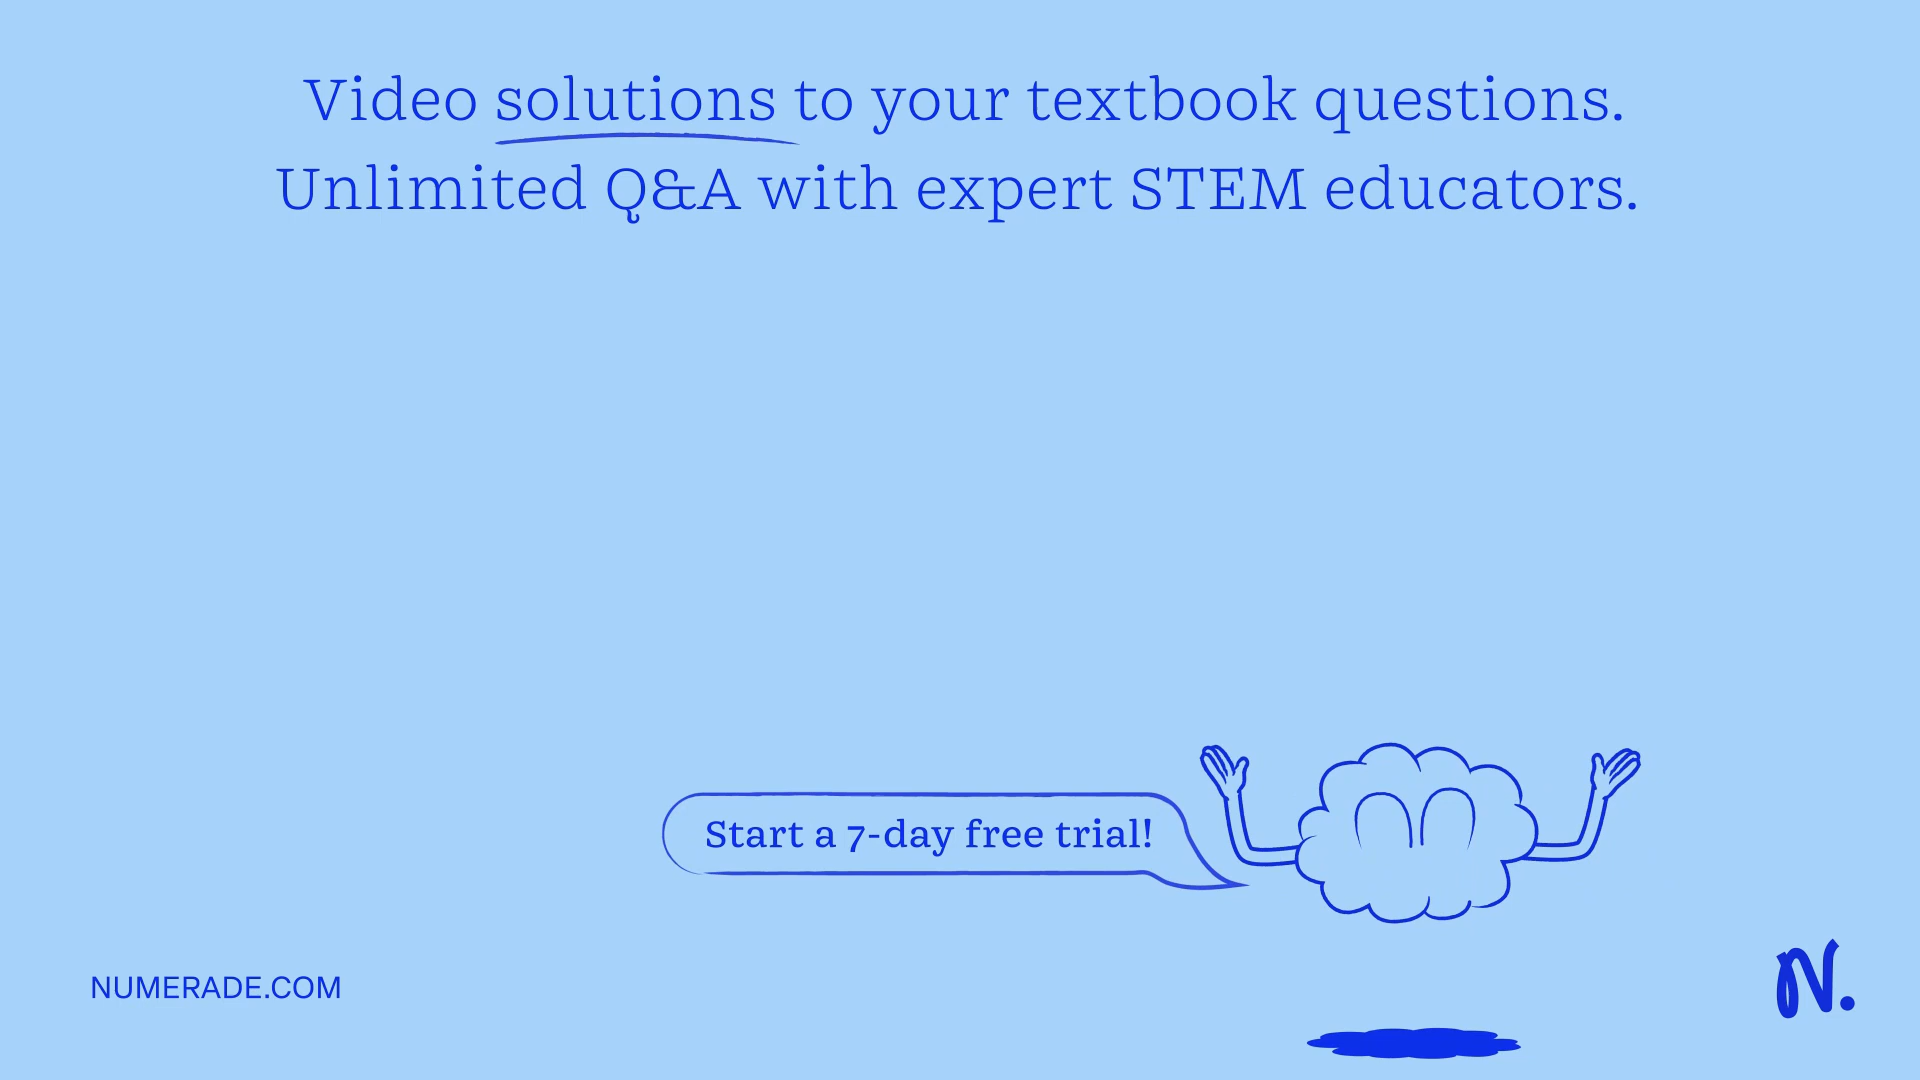 Video solutions to your textbook questions.
Unlimited Q&A with expert STEM educators.
Start a 7-day free trial!
NUMERADE.COM
N.